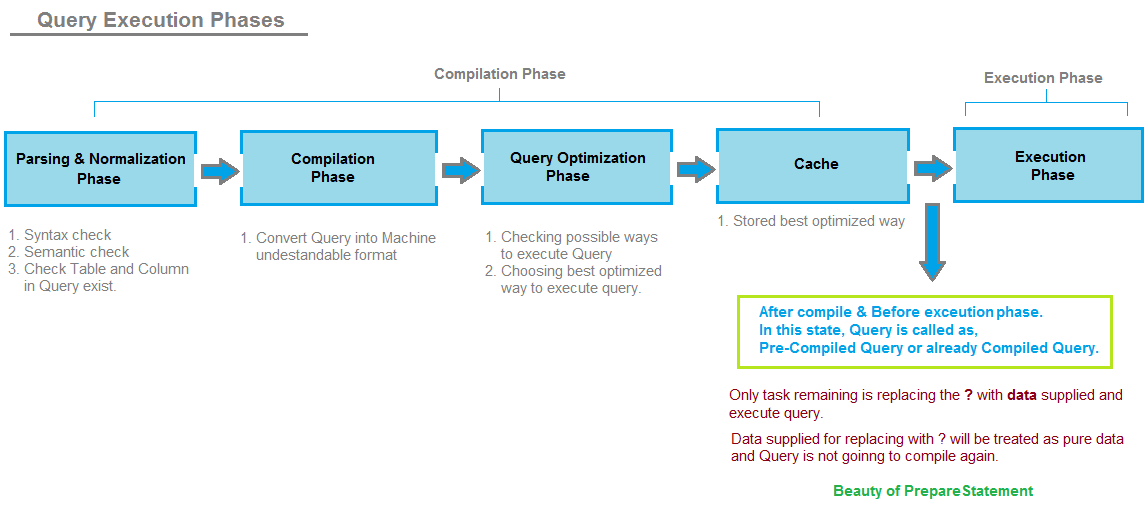 Query Execution Phases
Compilation Phase
Execution Phase
Parsing & Normalization
Phase
Compilation
Phase
Query Optimization
Phase
Cache
Execution
Phase
1. Syntax check
2. Semantic check
3. Check Table and Column
in Query exist.
1. Convert Query into Machine
undestandable format
1. Checking possible ways
to execute Query
2. Choosing best optimized
way to execute query.
1. Stored best optimized way
After compile & Before exceution phase.
In this state, Query is called as,
Pre-Compiled Query or already Compiled Query.
Only task remaining is replacing the ? with data supplied and
execute query.
Data supplied for replacing with ? will be treated as pure data
and Query is not goinng to compile again.
Beauty of PrepareStatement